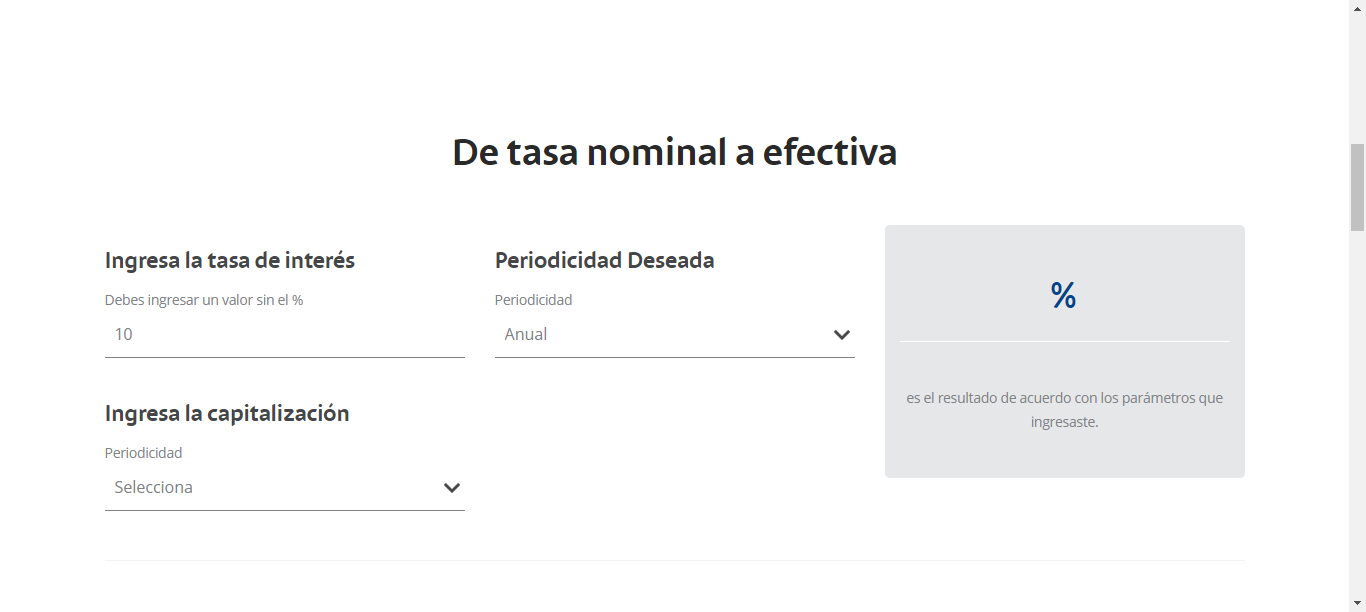 De tasa nominal a efectiva
Ingresa la tasa de interés
Debes ingresar un valor sin el %
10
Periodicidad Deseada
Periodicidad
Anual
%
es el resultado de acuerdo con los parámetros que
ingresaste.
Ingresa la capitalización
Periodicidad
Selecciona